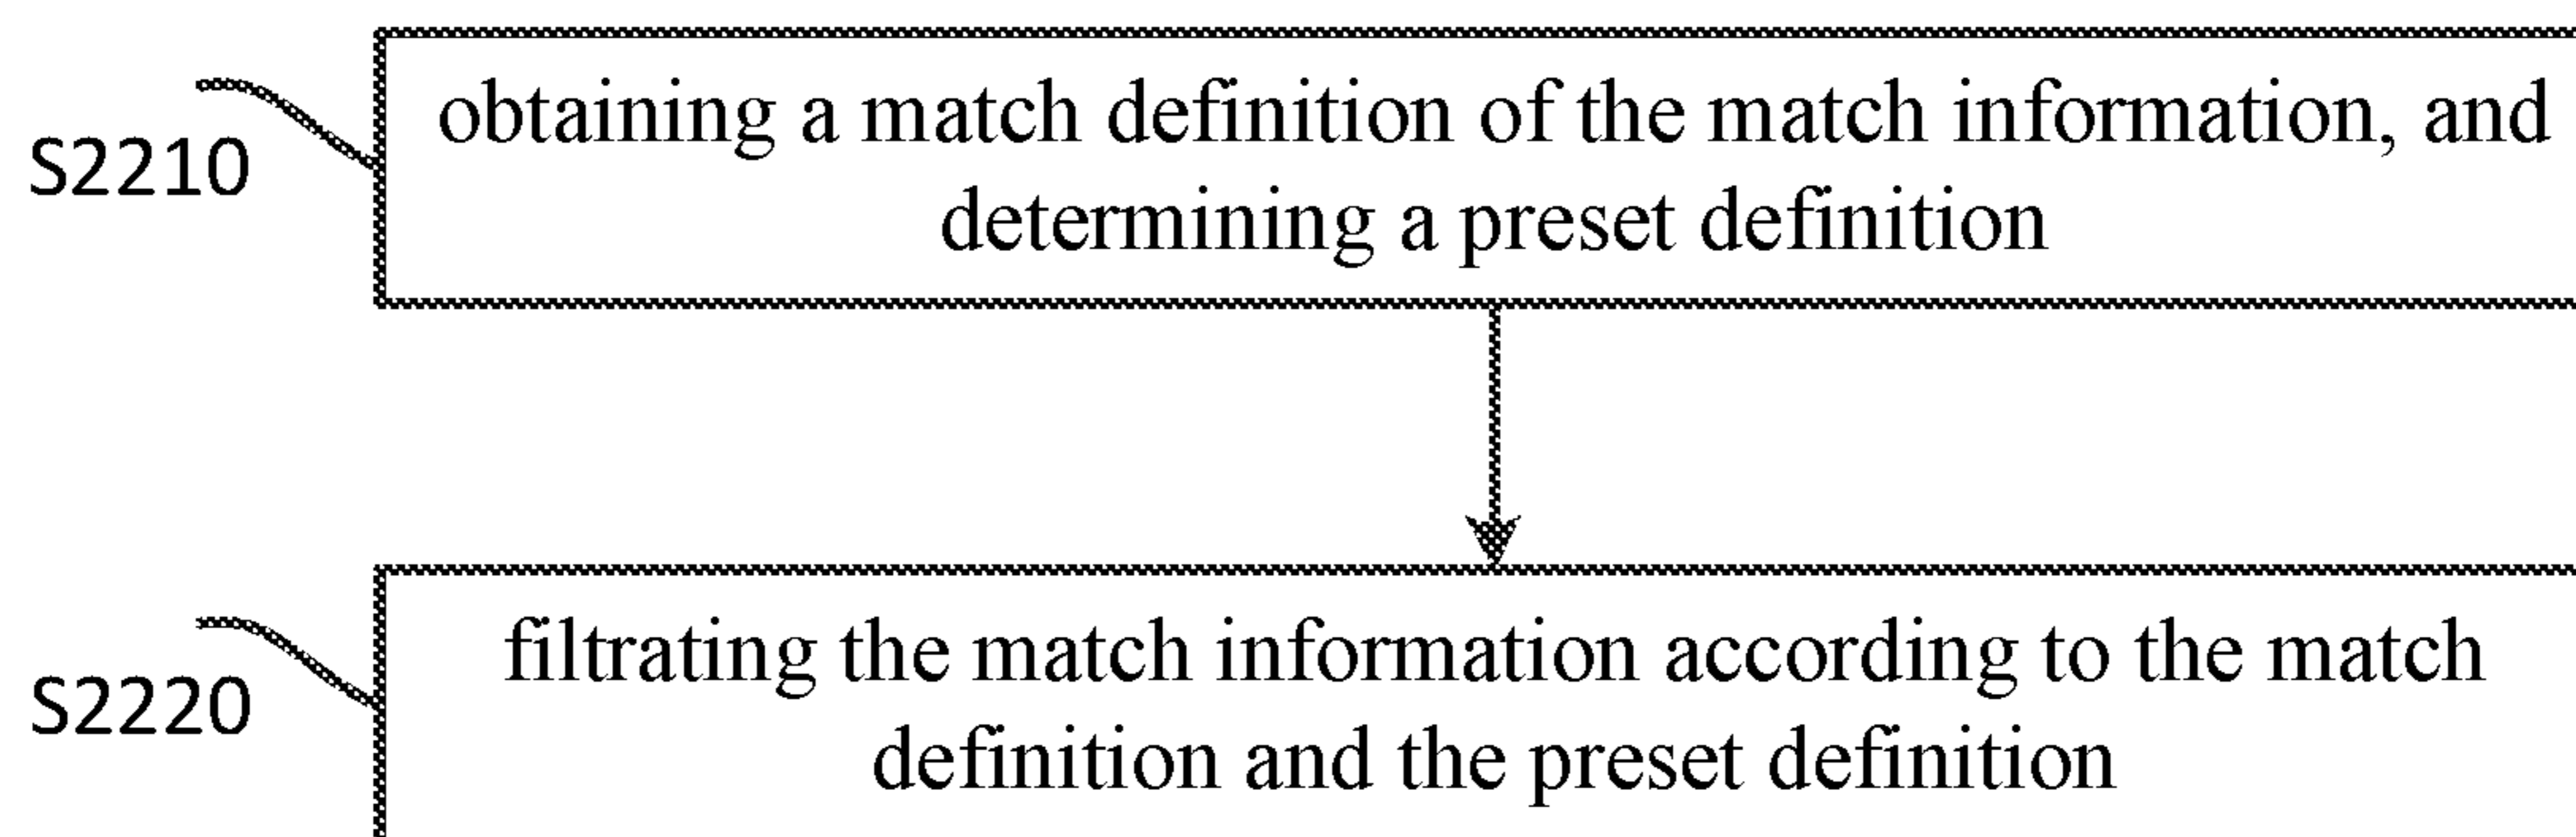 obtaining a match definition of the match information, and
S2210
determining a preset definition
filtrating the match information according to the match
S2220
definition and the preset definition